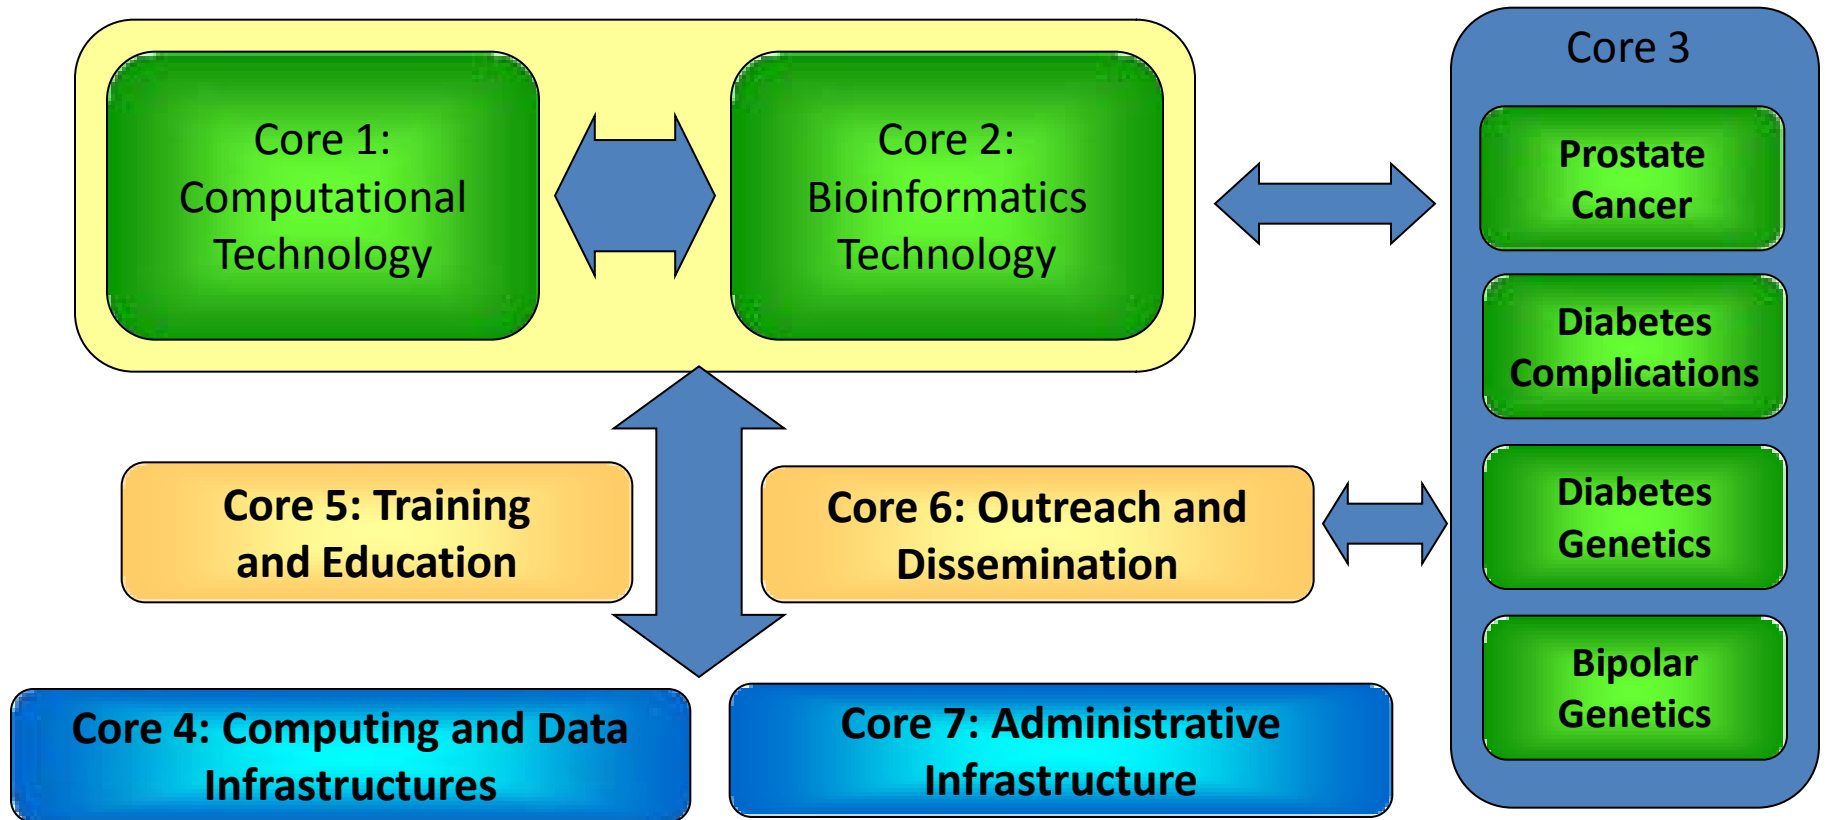 Core 1:
Computational
Technology
Core 2:
Bioinformatics
Technology
Core 3
Prostate
Cancer
Diabetes
Complications
Diabetes
Genetics
Bipolar
Genetics
Core 5: Training
and Education
Core 6: Outreach and
Dissemination
Core 4: Computing and Data
Infrastructures
Core 7: Administrative
Infrastructure